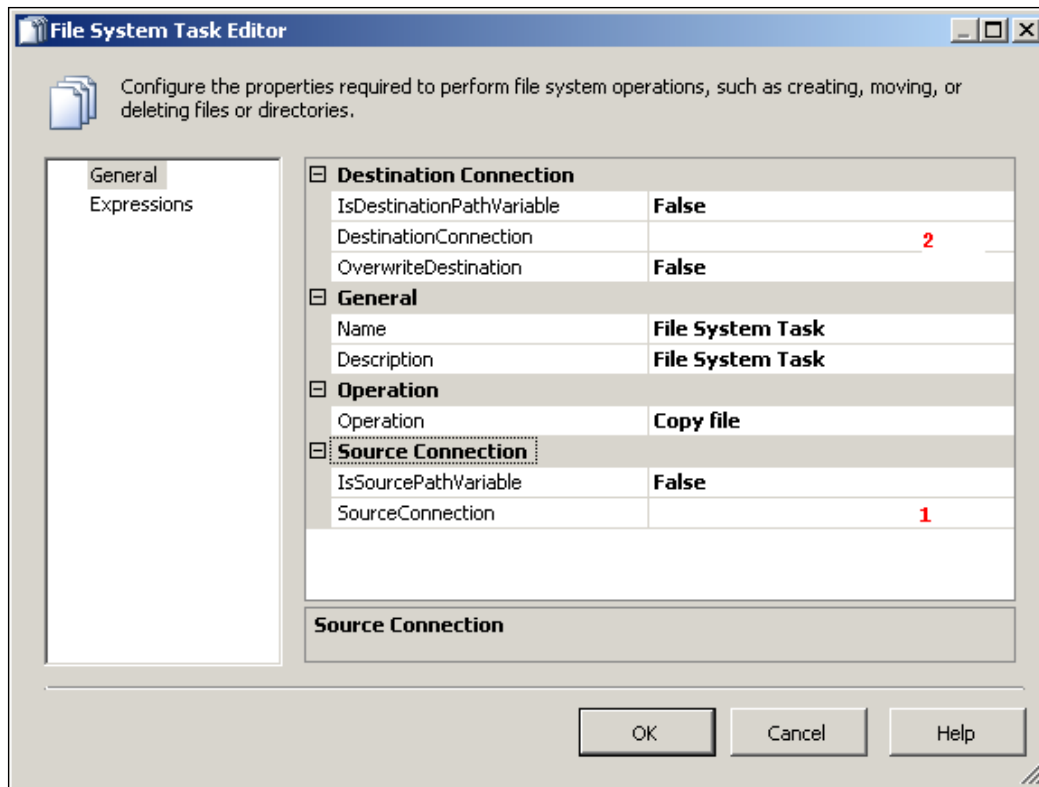 File System Task Editor
Configure the properties required to perform file system operations, such as creating, moving, or
deleting files or directories.
General
Expressions
Destination Connection
IsDestinationPathVariable False
DestinationConnection 2
OverwriteDestination False
General
Name File System Task
Description File System Task
Operation
Operation Copy file
Source Connection
IsSourcePathVariable False
SourceConnection 1
Source Connection
OK Cancel Help